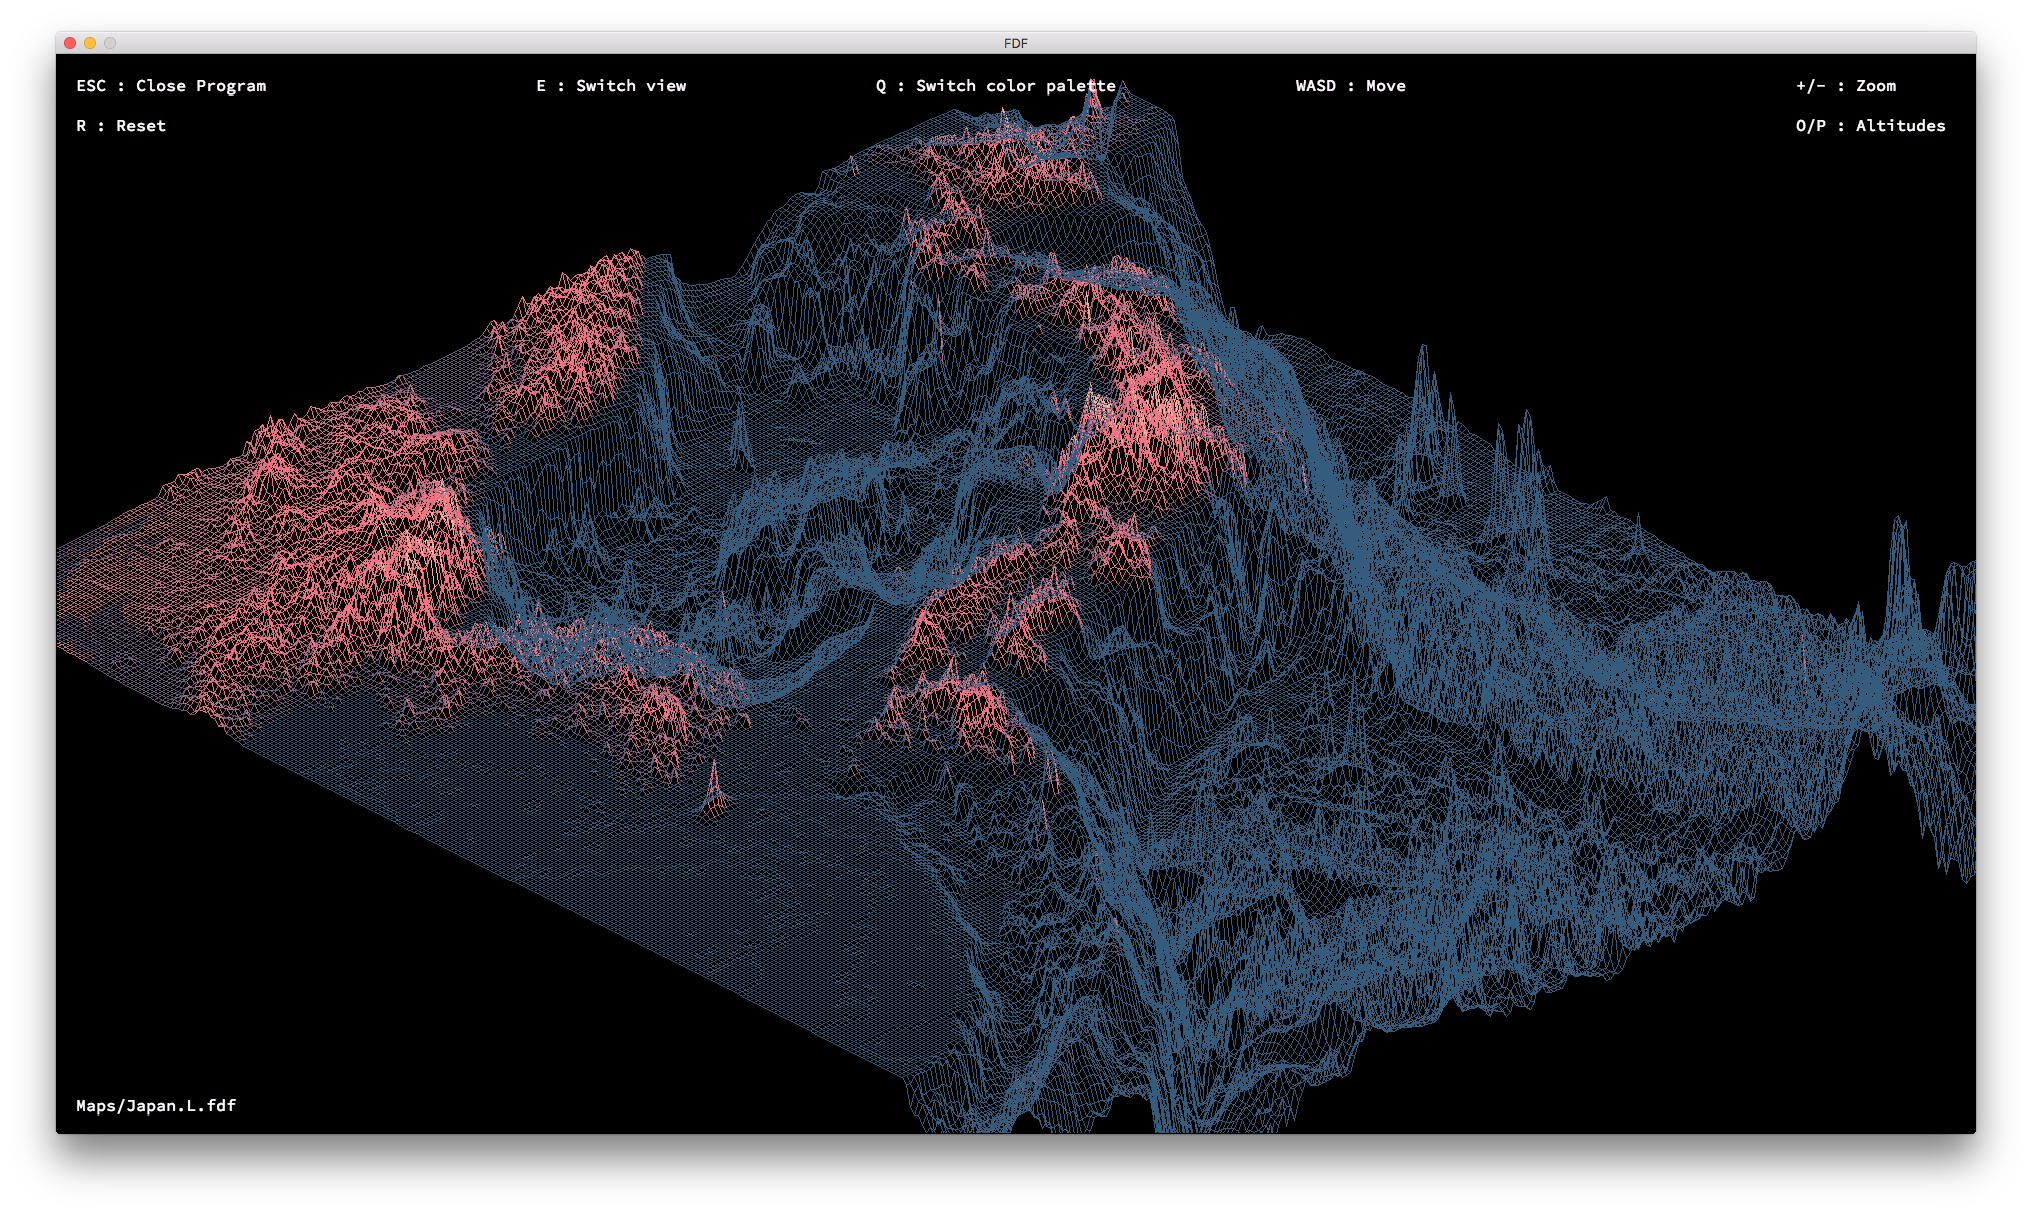 FDF
ESC : Close Program
E : Switch view
Q : Switch color palette
WASD : Move
+/- : Zoom
R : Reset
O/P : Altitudes
Maps/Japan.L.fdf